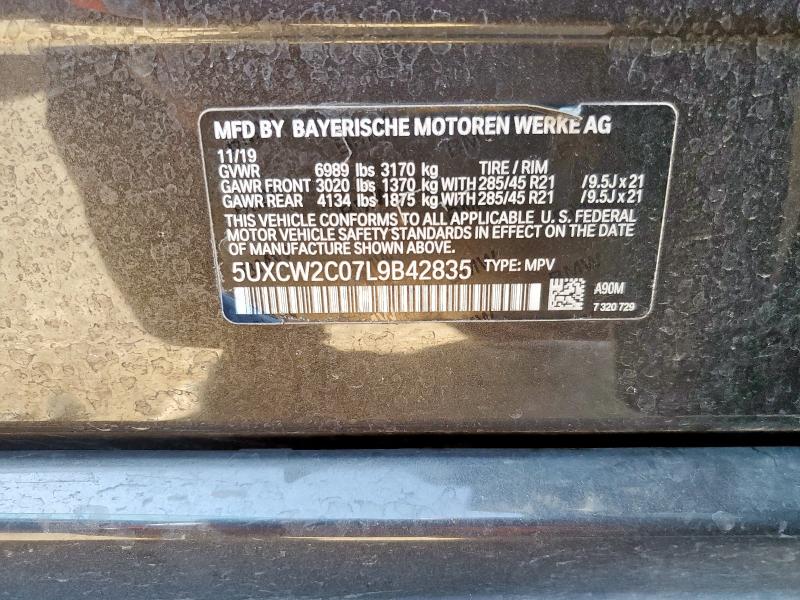 MFD BY BAYERISCHE MOTOREN WERKE AG
11/19
GVWR 6989 lbs 3170 kg TIRE / RIM
GAWR FRONT 3020 lbs 1370 kg WITH 285/45 R21 /9.5J x 21
GAWR REAR 4134 lbs 1875 kg WITH 285/45 R21 /9.5J x 21
THIS VEHICLE CONFORMS TO ALL APPLICABLE U. S. FEDERAL
MOTOR VEHICLE SAFETY STANDARDS IN EFFECT ON THE DATE
OF MANUFACTURE SHOWN ABOVE.
5UXCW2C07L9B42835 TYPE: MPV
A90M
7 320 729